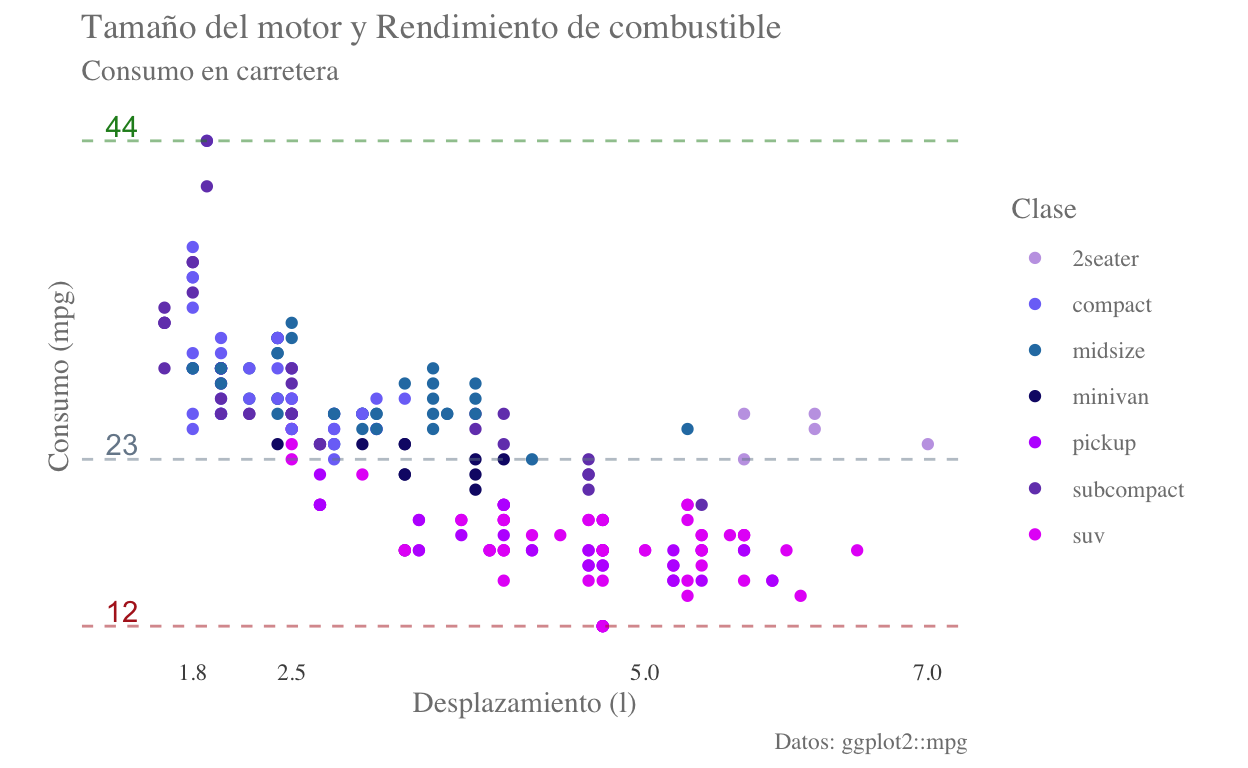 Tamaño del motor y Rendimiento de combustible
Consumo en carretera
44
23
12
Consumo (mpg)
1.8
2.5
5.0
7.0
Desplazamiento (l)
Clase
2seater
compact
midsize
minivan
pickup
subcompact
suv
Datos: ggplot2::mpg